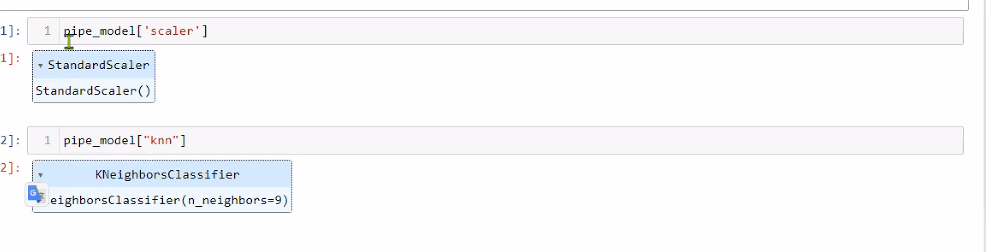 1]:
1 pipe_model['scaler']
1]:
StandardScaler
StandardScaler()
2]:
1 pipe_model["knn"]
2]:
KNeighborsClassifier
eighborsClassifier(n_neighbors=9)